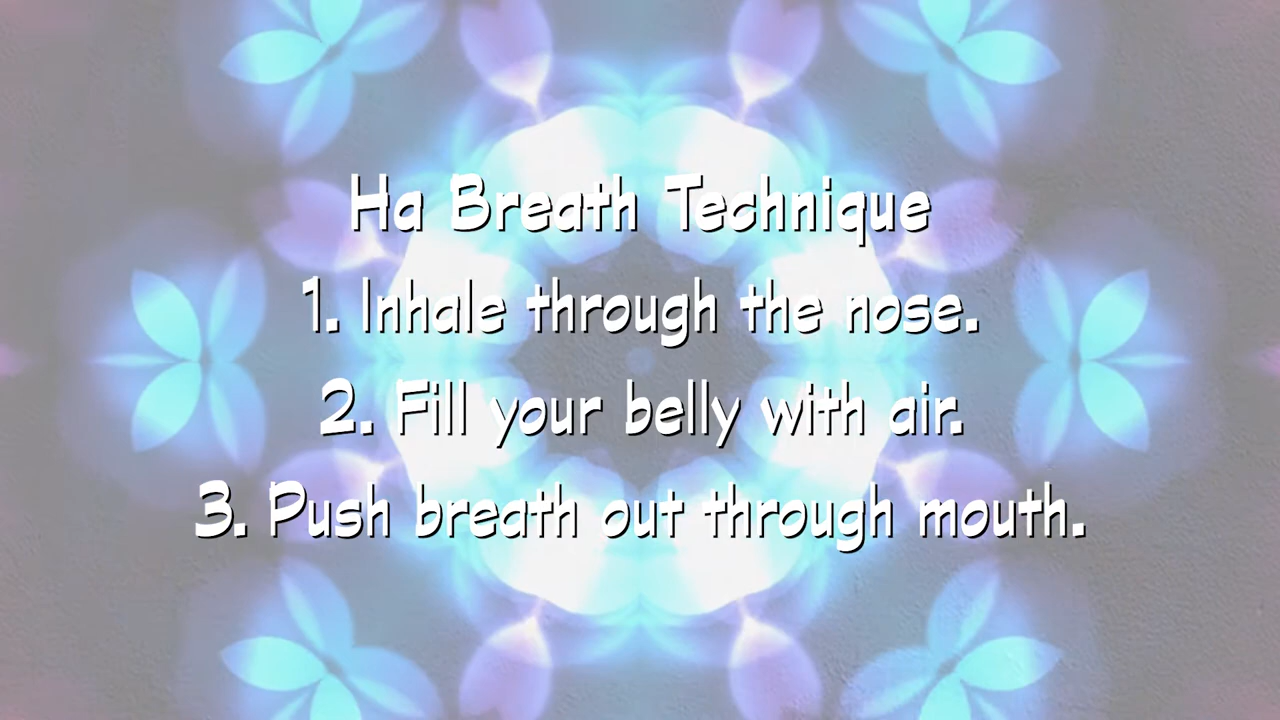 Ha Breath Technique
1. Inhale through the nose.
2. Fill your belly with air.
3. Push breath out through mouth.